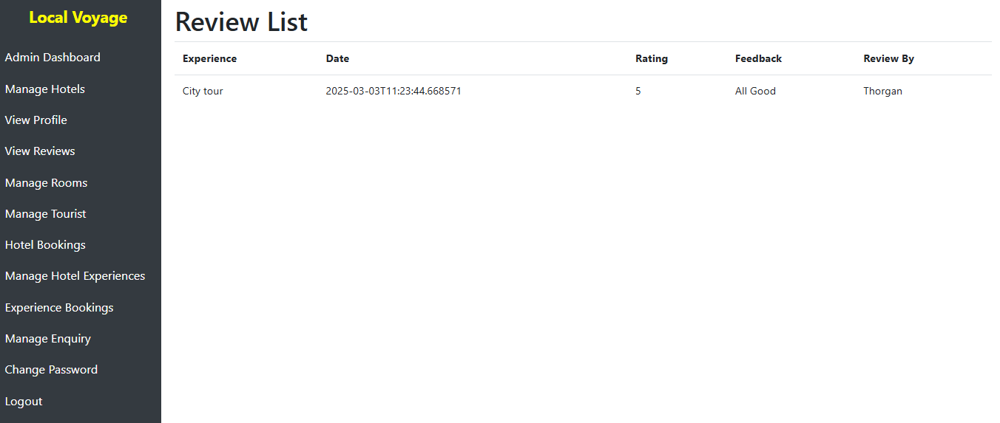 Local Voyage
Admin Dashboard
Manage Hotels
View Profile
View Reviews
Manage Rooms
Manage Tourist
Hotel Bookings
Manage Hotel Experiences
Experience Bookings
Manage Enquiry
Change Password
Logout
Review List
Experience Date Rating Feedback Review By
City tour 2025-03-03T11:23:44.668571 5 All Good Thorgan